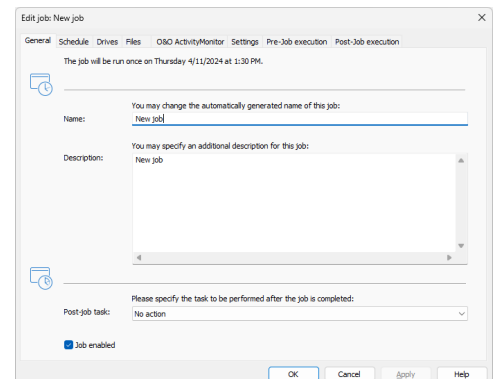 Edit job: New job
General Schedule Drives Files O&O ActivityMonitor Settings Pre-Job execution Post-Job execution
The job will be run once on Thursday 4/11/2024 at 1:30 PM.
You may change the automatically generated name of this job:
Name: New job
You may specify an additional description for this job:
Description: New job
Please specify the task to be performed after the job is completed:
Post-job task: No action
Job enabled
OK Cancel Apply Help